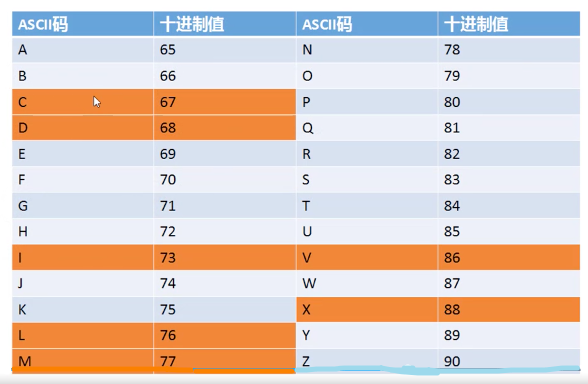 ASCII码 十进制值 ASCII码 十进制值
A 65 N 78
B 66 O 79
C 67 P 80
D 68 Q 81
E 69 R 82
F 70 S 83
G 71 T 84
H 72 U 85
I 73 V 86
J 74 W 87
K 75 X 88
L 76 Y 89
M 77 Z 90